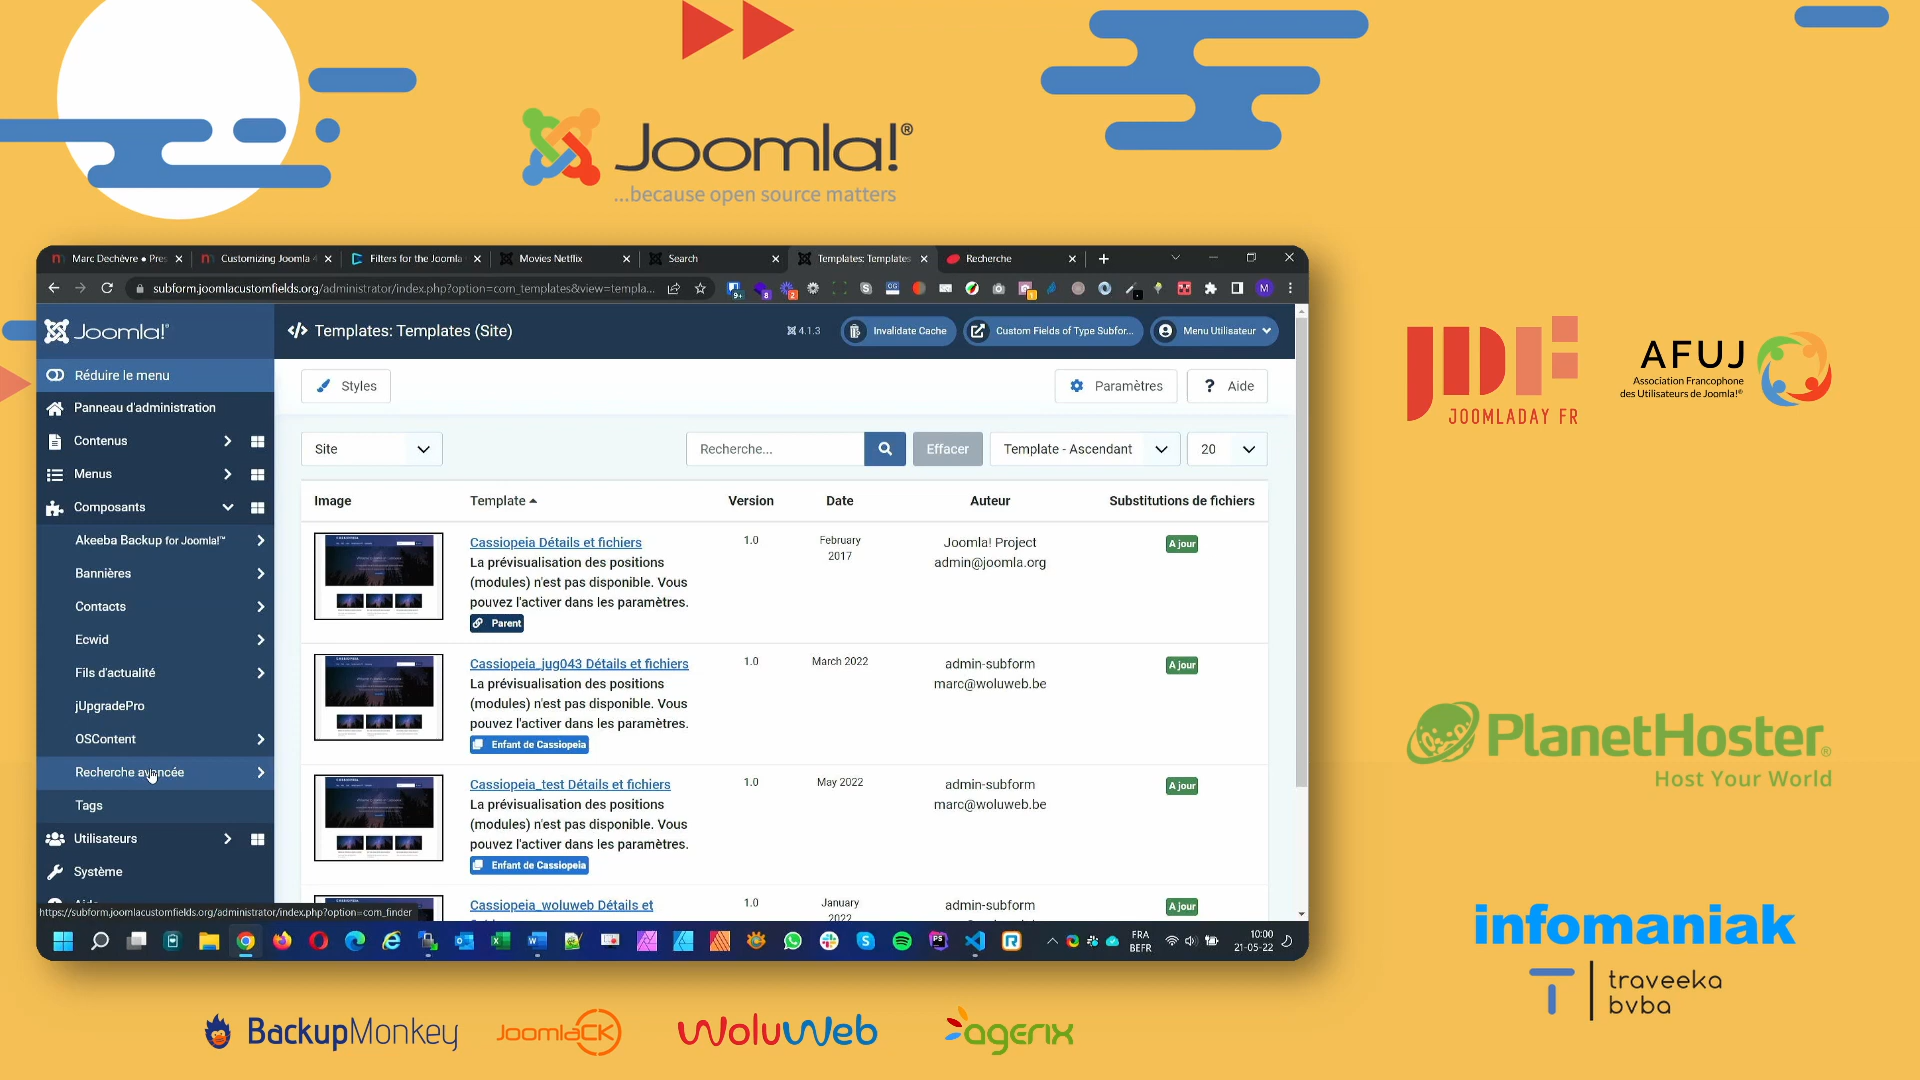 Joomla!®
...because open source matters
Marc Dechèvre • Pres
Customizing Joomla 4
Filters for the Joomla
Movies Netflix
Search
Templates: Templates
Recherche
subform.joomlacustomfields.org/administrator/index.php?option=com_templates&view=templa...
Joomla!
Templates: Templates (Site)
4.1.3
Invalidate Cache
Custom Fields of Type Subfor...
Menu Utilisateur
Réduire le menu
Panneau d'administration
Contenus
Menus
Composants
Akeeba Backup for Joomla!™
Bannières
Contacts
Ecwid
Fils d'actualité
jUpgradePro
OSContent
Recherche avancée
Tags
Utilisateurs
Système
https://subform.joomlacustomfields.org/administrator/index.php?option=com_finder
Styles
Paramètres
? Aide
Site
Recherche...
Effacer
Template - Ascendant
20
Image
Template
Version
Date
Auteur
Substitutions de fichiers
Cassiopeia Détails et fichiers
La prévisualisation des positions
(modules) n'est pas disponible. Vous
pouvez l'activer dans les paramètres.
Parent
1.0
February
2017
Joomla! Project
admin@joomla.org
A jour
Cassiopeia_jug043 Détails et fichiers
La prévisualisation des positions
(modules) n'est pas disponible. Vous
pouvez l'activer dans les paramètres.
Enfant de Cassiopeia
1.0
March 2022
admin-subform
marc@woluweb.be
A jour
Cassiopeia_test Détails et fichiers
La prévisualisation des positions
(modules) n'est pas disponible. Vous
pouvez l'activer dans les paramètres.
Enfant de Cassiopeia
1.0
May 2022
admin-subform
marc@woluweb.be
A jour
Cassiopeia_woluweb Détails et
1.0
January
2022
admin-subform
A jour
FRA
BEFR
10:00
21-05-22
JDF
JOOMLADAY FR
AFUJ
Association Francophone
des Utilisateurs de Joomla!®
PlanetHoster®
Host Your World
infomaniak
T
traveeka
bvba
BackupMonkey
JoomlaCK
WoluWeb
agerix